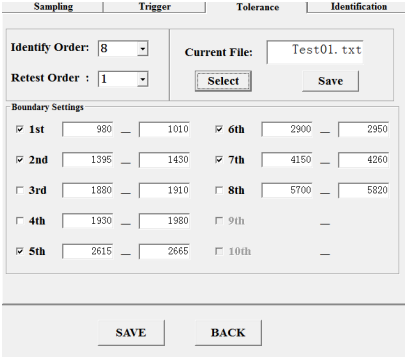 Sampling Trigger Tolerance Identification
Identify Order: 8
Current File: Test01.txt
Retest Order : 1
Select Save
Boundary Settings
1st 980 — 1010 6th 2900 — 2950
2nd 1395 — 1430 7th 4150 — 4260
3rd 1880 — 1910 8th 5700 — 5820
4th 1930 — 1980 9th —
5th 2615 — 2665 10th —
SAVE BACK